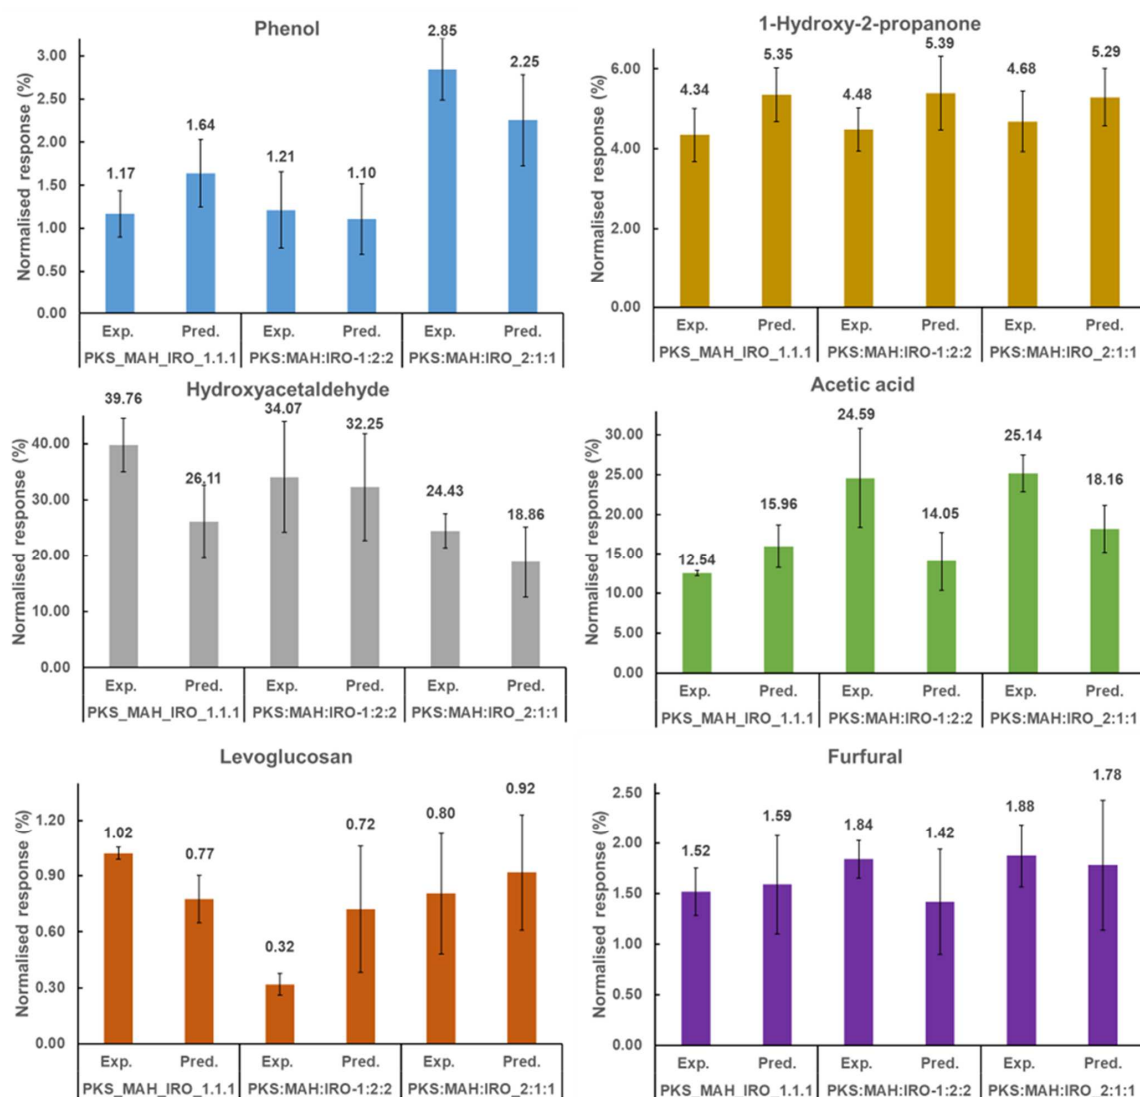 Phenol
Normalised response (%)
3.00
2.50
2.00
1.50
1.00
0.50
0.00
1.17
1.64
1.21
1.10
2.85
2.25
Exp. Pred. Exp. Pred. Exp. Pred.
PKS_MAH_IRO_1.1.1 PKS:MAH:IRO-1:2:2 PKS:MAH:IRO_2:1:1
1-Hydroxy-2-propanone
Normalised response (%)
6.00
4.00
2.00
0.00
4.34
5.35
4.48
5.39
4.68
5.29
Exp. Pred. Exp. Pred. Exp. Pred.
PKS_MAH_IRO_1.1.1 PKS:MAH:IRO-1:2:2 PKS:MAH:IRO_2:1:1
Hydroxyacetaldehyde
Normalised response (%)
40.00
30.00
20.00
10.00
0.00
39.76
26.11
34.07
32.25
24.43
18.86
Exp. Pred. Exp. Pred. Exp. Pred.
PKS_MAH_IRO_1.1.1 PKS:MAH:IRO-1:2:2 PKS:MAH:IRO_2:1:1
Acetic acid
Normalised response (%)
30.00
25.00
20.00
15.00
10.00
5.00
0.00
12.54
15.96
24.59
14.05
25.14
18.16
Exp. Pred. Exp. Pred. Exp. Pred.
PKS_MAH_IRO_1.1.1 PKS:MAH:IRO-1:2:2 PKS:MAH:IRO_2:1:1
Levoglucosan
Normalised response (%)
1.20
0.90
0.60
0.30
0.00
1.02
0.77
0.32
0.72
0.80
0.92
Exp. Pred. Exp. Pred. Exp. Pred.
PKS_MAH_IRO_1.1.1 PKS:MAH:IRO-1:2:2 PKS:MAH:IRO_2:1:1
Furfural
Normalised response (%)
2.50
2.00
1.50
1.00
0.50
0.00
1.52
1.59
1.84
1.42
1.88
1.78
Exp. Pred. Exp. Pred. Exp. Pred.
PKS_MAH_IRO_1.1.1 PKS:MAH:IRO-1:2:2 PKS:MAH:IRO_2:1:1